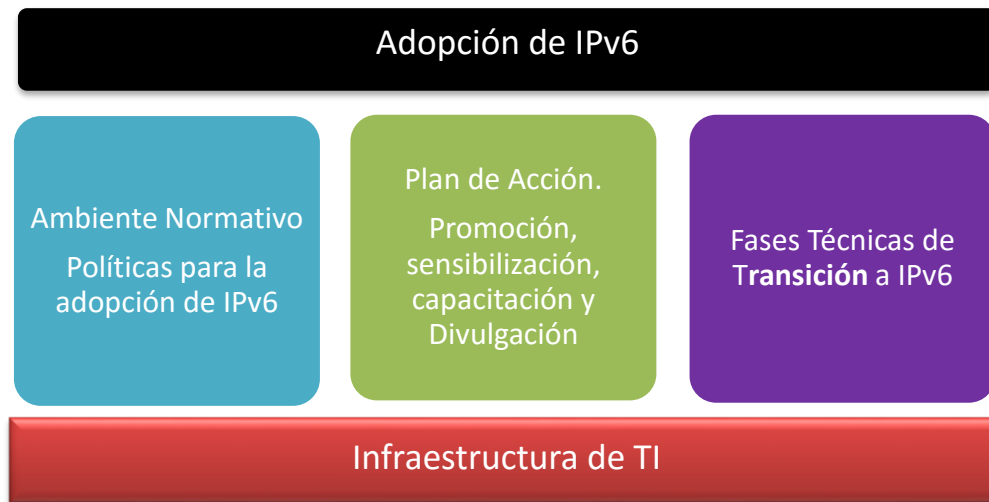 Adopción de IPv6
Ambiente Normativo
Políticas para la
adopción de IPv6
Plan de Acción.
Promoción,
sensibilización,
capacitación y
Divulgación
Fases Técnicas de
Transición a IPv6
Infraestructura de TI